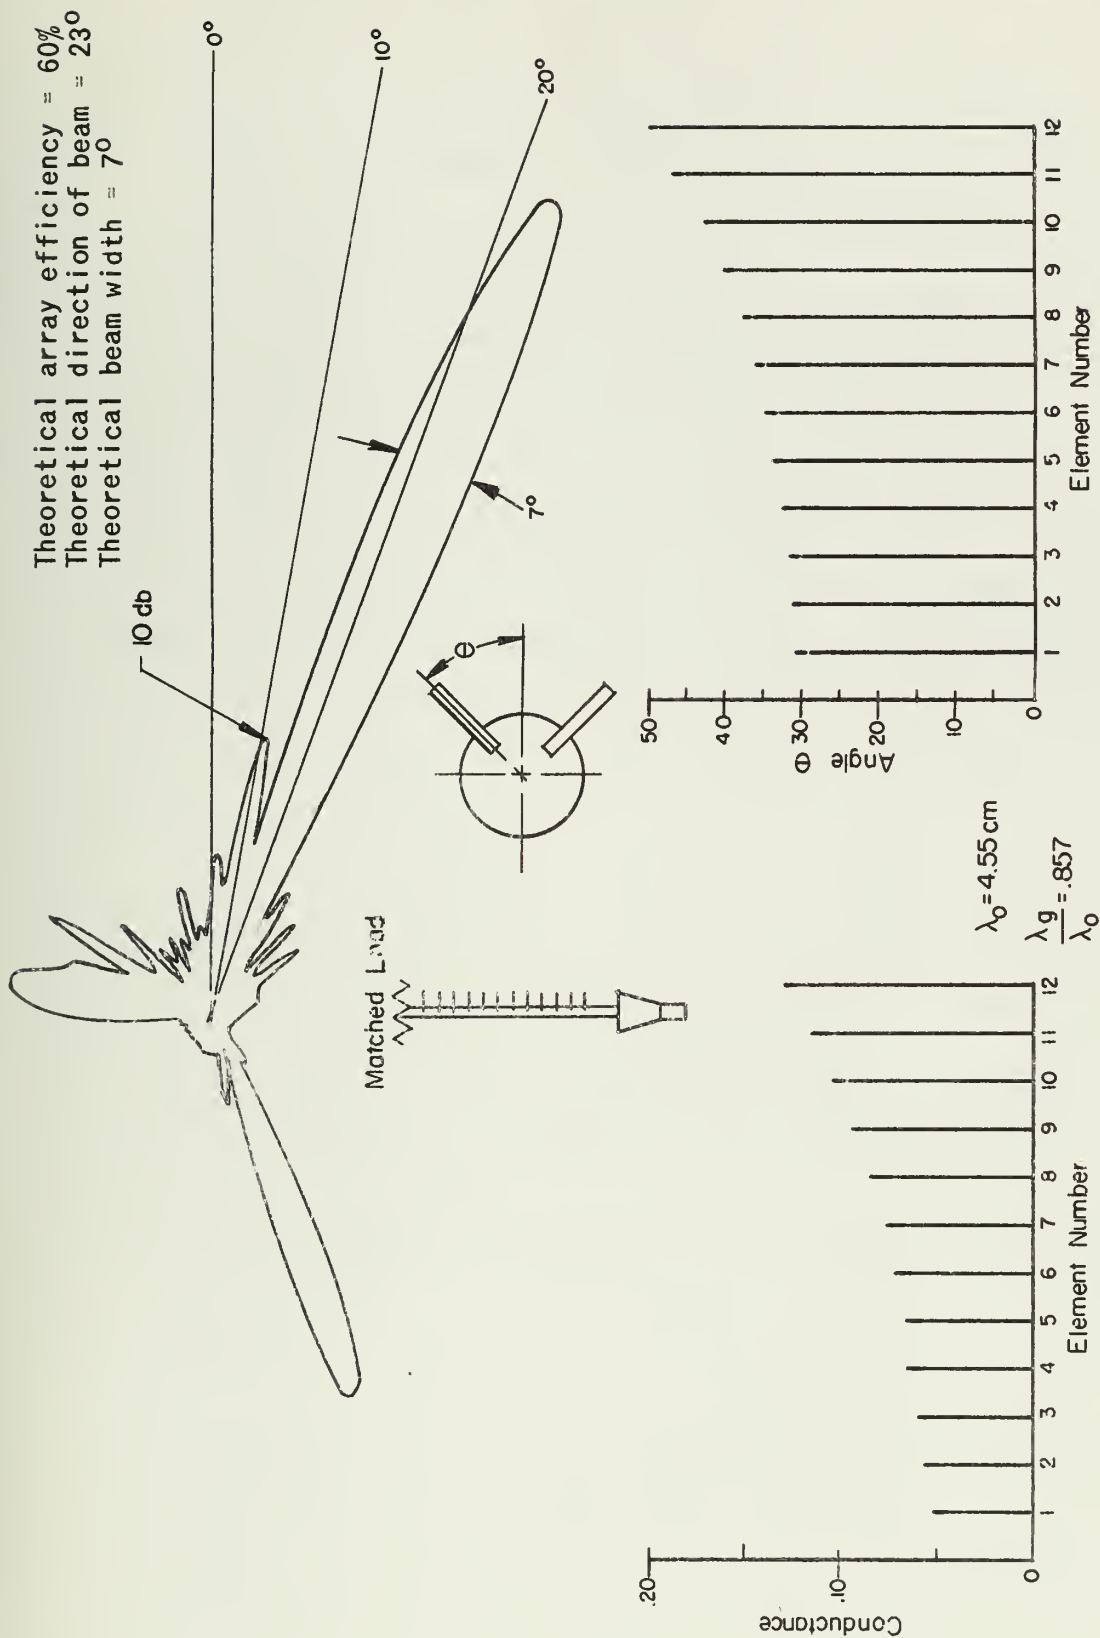 Theoretical array efficiency = 60%
Theoretical direction of beam = 23°
Theoretical beam width = 7°
0°
10°
20°
10 db
7°
Θ
Matched Load
Conductance
.20
.10
0
1 2 3 4 5 6 7 8 9 10 11 12
Element Number
λo = 4.55 cm
λg/λo = .857
Angle Θ
50
40
30
20
10
0
1 2 3 4 5 6 7 8 9 10 11 12
Element Number